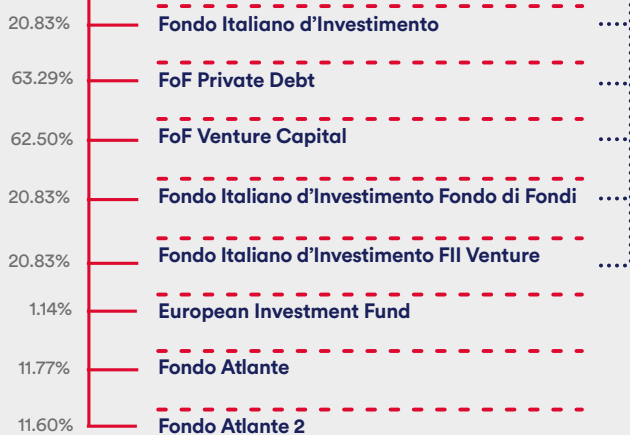 20.83% Fondo Italiano d’Investimento
63.29% FoF Private Debt
62.50% FoF Venture Capital
20.83% Fondo Italiano d’Investimento Fondo di Fondi
20.83% Fondo Italiano d’Investimento FII Venture
1.14% European Investment Fund
11.77% Fondo Atlante
11.60% Fondo Atlante 2